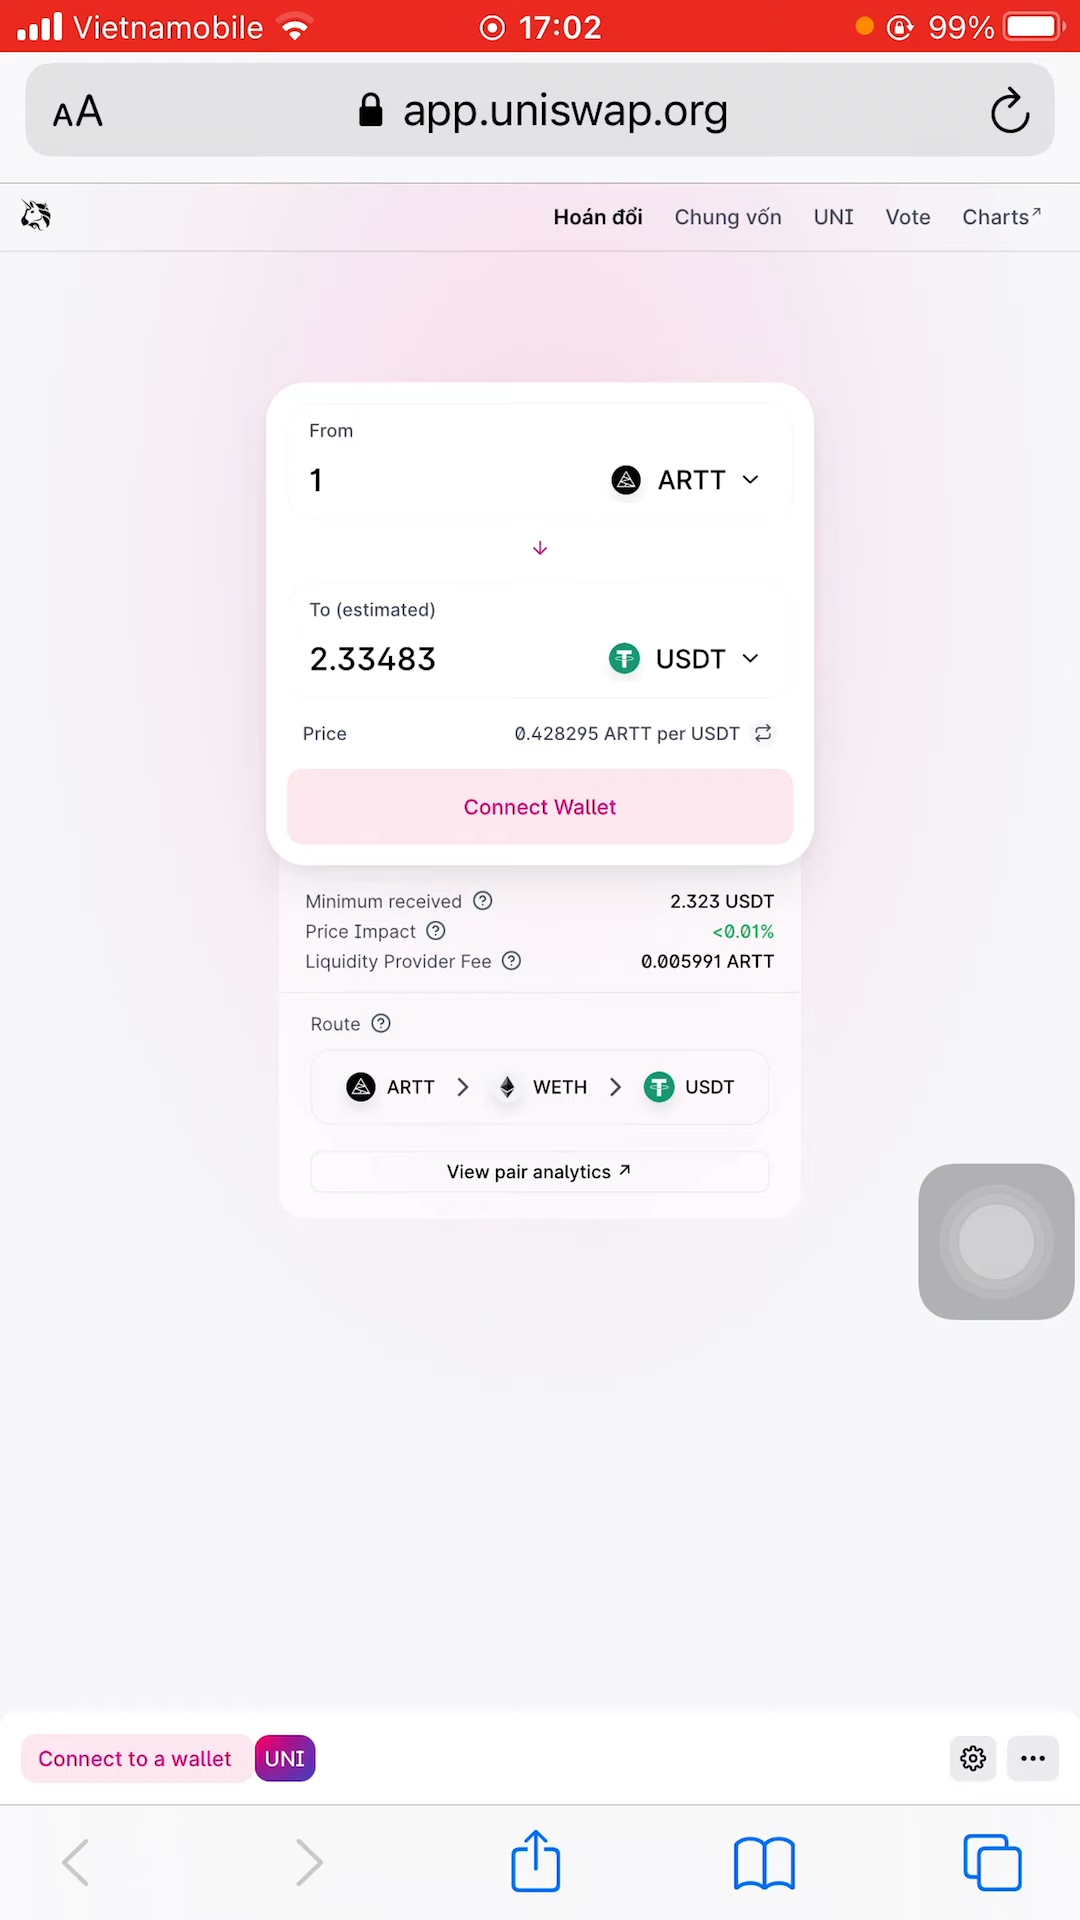 Vietnamobile 17:02 99%
AA app.uniswap.org
Hoán đổi Chung vốn UNI Vote Charts↗
From
1 ARTT
To (estimated)
2.33483 USDT
Price 0.428295 ARTT per USDT
Connect Wallet
Minimum received ? 2.323 USDT
Price Impact ? <0.01%
Liquidity Provider Fee ? 0.005991 ARTT
Route ?
ARTT > WETH > USDT
View pair analytics ↗
Connect to a wallet UNI